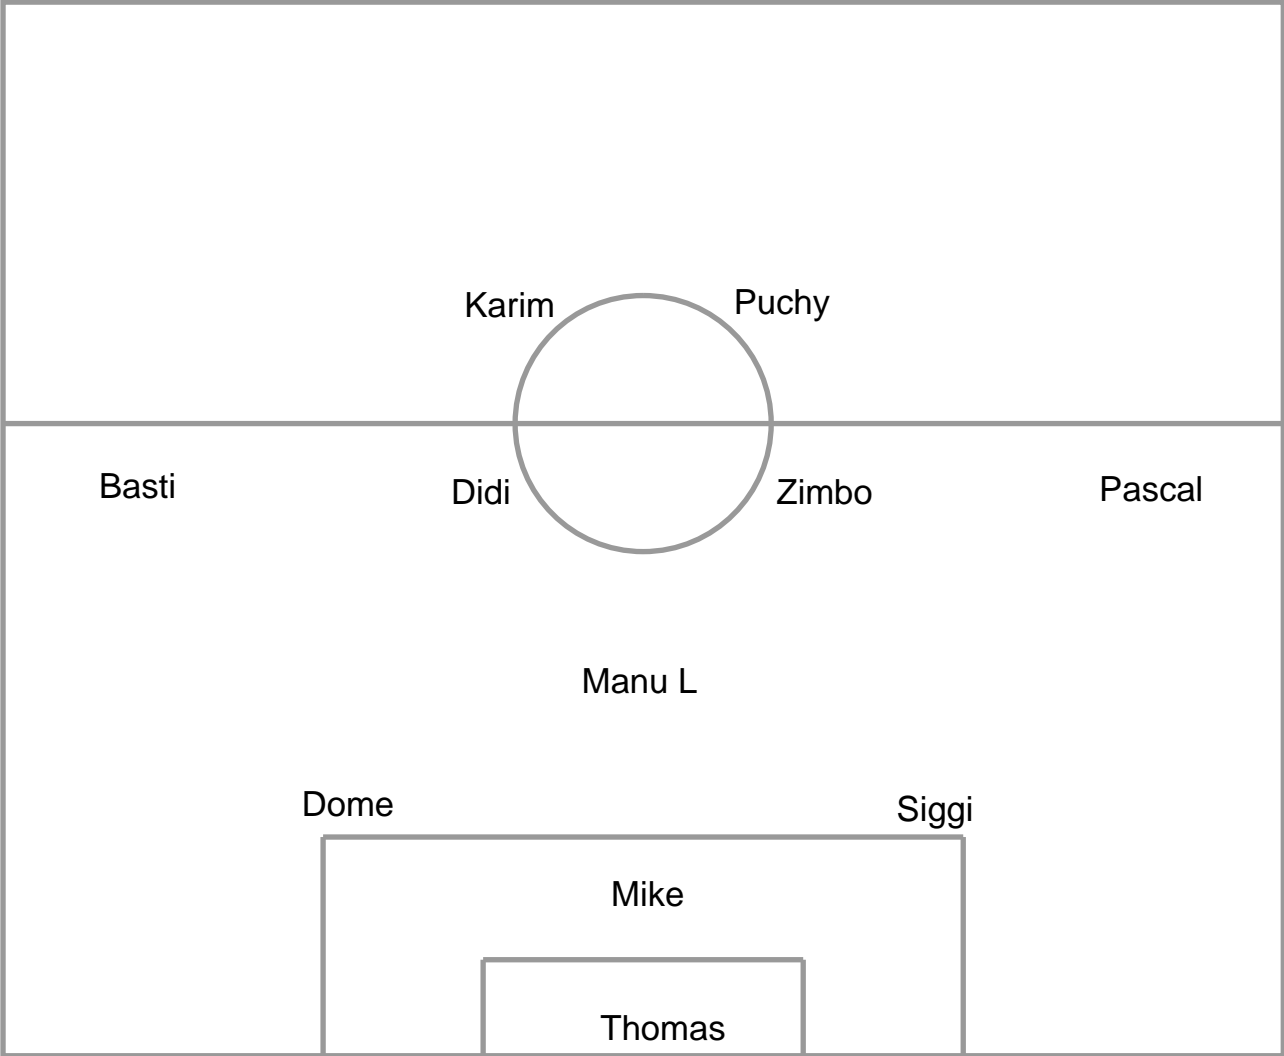 Karim
Puchy
Basti
Didi
Zimbo
Pascal
Manu L
Dome
Siggi
Mike
Thomas